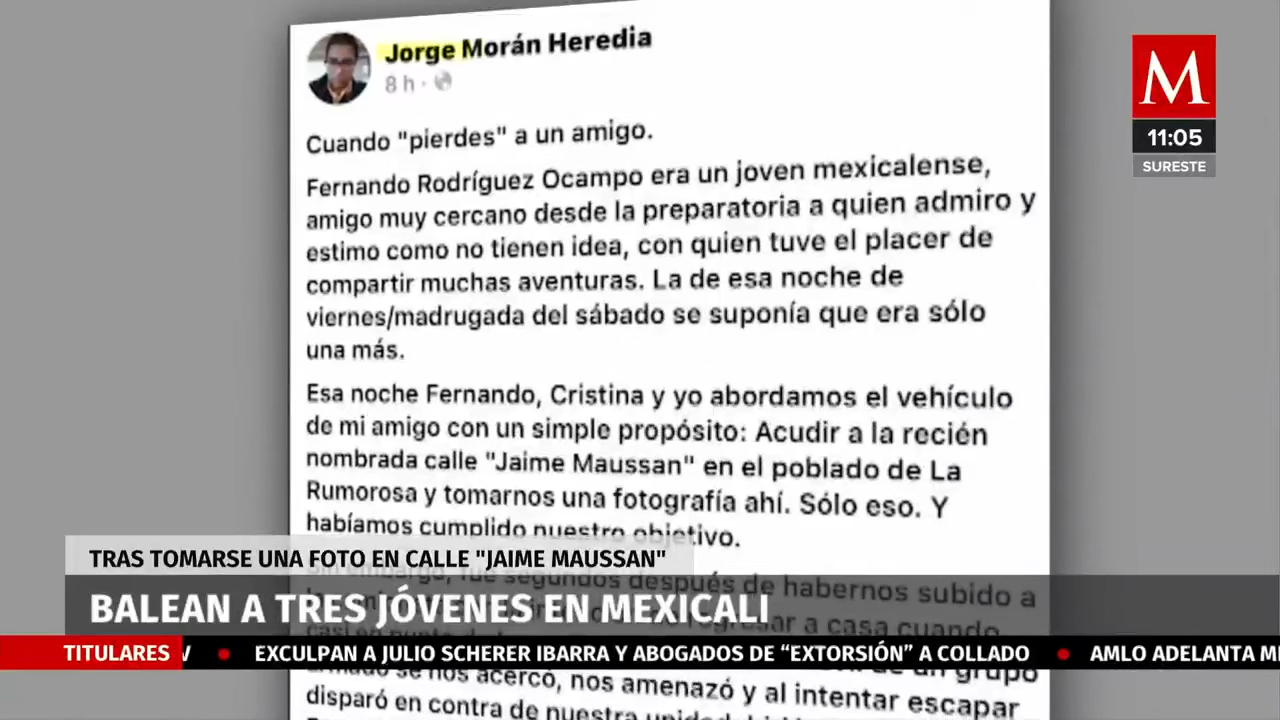 Jorge Morán Heredia
8 h ·
Cuando "pierdes" a un amigo.
Fernando Rodríguez Ocampo era un joven mexicalense,
amigo muy cercano desde la preparatoria a quien admiro y
estimo como no tienen idea, con quien tuve el placer de
compartir muchas aventuras. La de esa noche de
viernes/madrugada del sábado se suponía que era sólo
una más.
Esa noche Fernando, Cristina y yo abordamos el vehículo
de mi amigo con un simple propósito: Acudir a la recién
nombrada calle "Jaime Maussan" en el poblado de La
Rumorosa y tomarnos una fotografía ahí. Sólo eso. Y
habíamos cumplido nuestro objetivo.
segundos después de habernos subido a
regresar a casa cuando
de un grupo
armado se nos acercó, nos amenazó y al intentar escapar
disparó en contra de nuestra
M
11:05
SURESTE
TRAS TOMARSE UNA FOTO EN CALLE "JAIME MAUSSAN"
BALEAN A TRES JÓVENES EN MEXICALI
TITULARES V • EXCULPAN A JULIO SCHERER IBARRA Y ABOGADOS DE “EXTORSIÓN” A COLLADO • AMLO ADELANTA